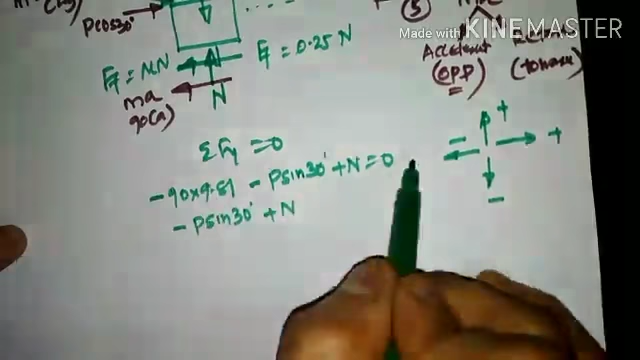 Pcos30°
5
Made with KINEMASTER
F = μN
F = 0.25 N
Accelerat
(opp)
ma
90(a)
N
ΣFy = 0
- 90×9.81 - Psin30° + N = 0
- Psin30° + N
+
- +
-